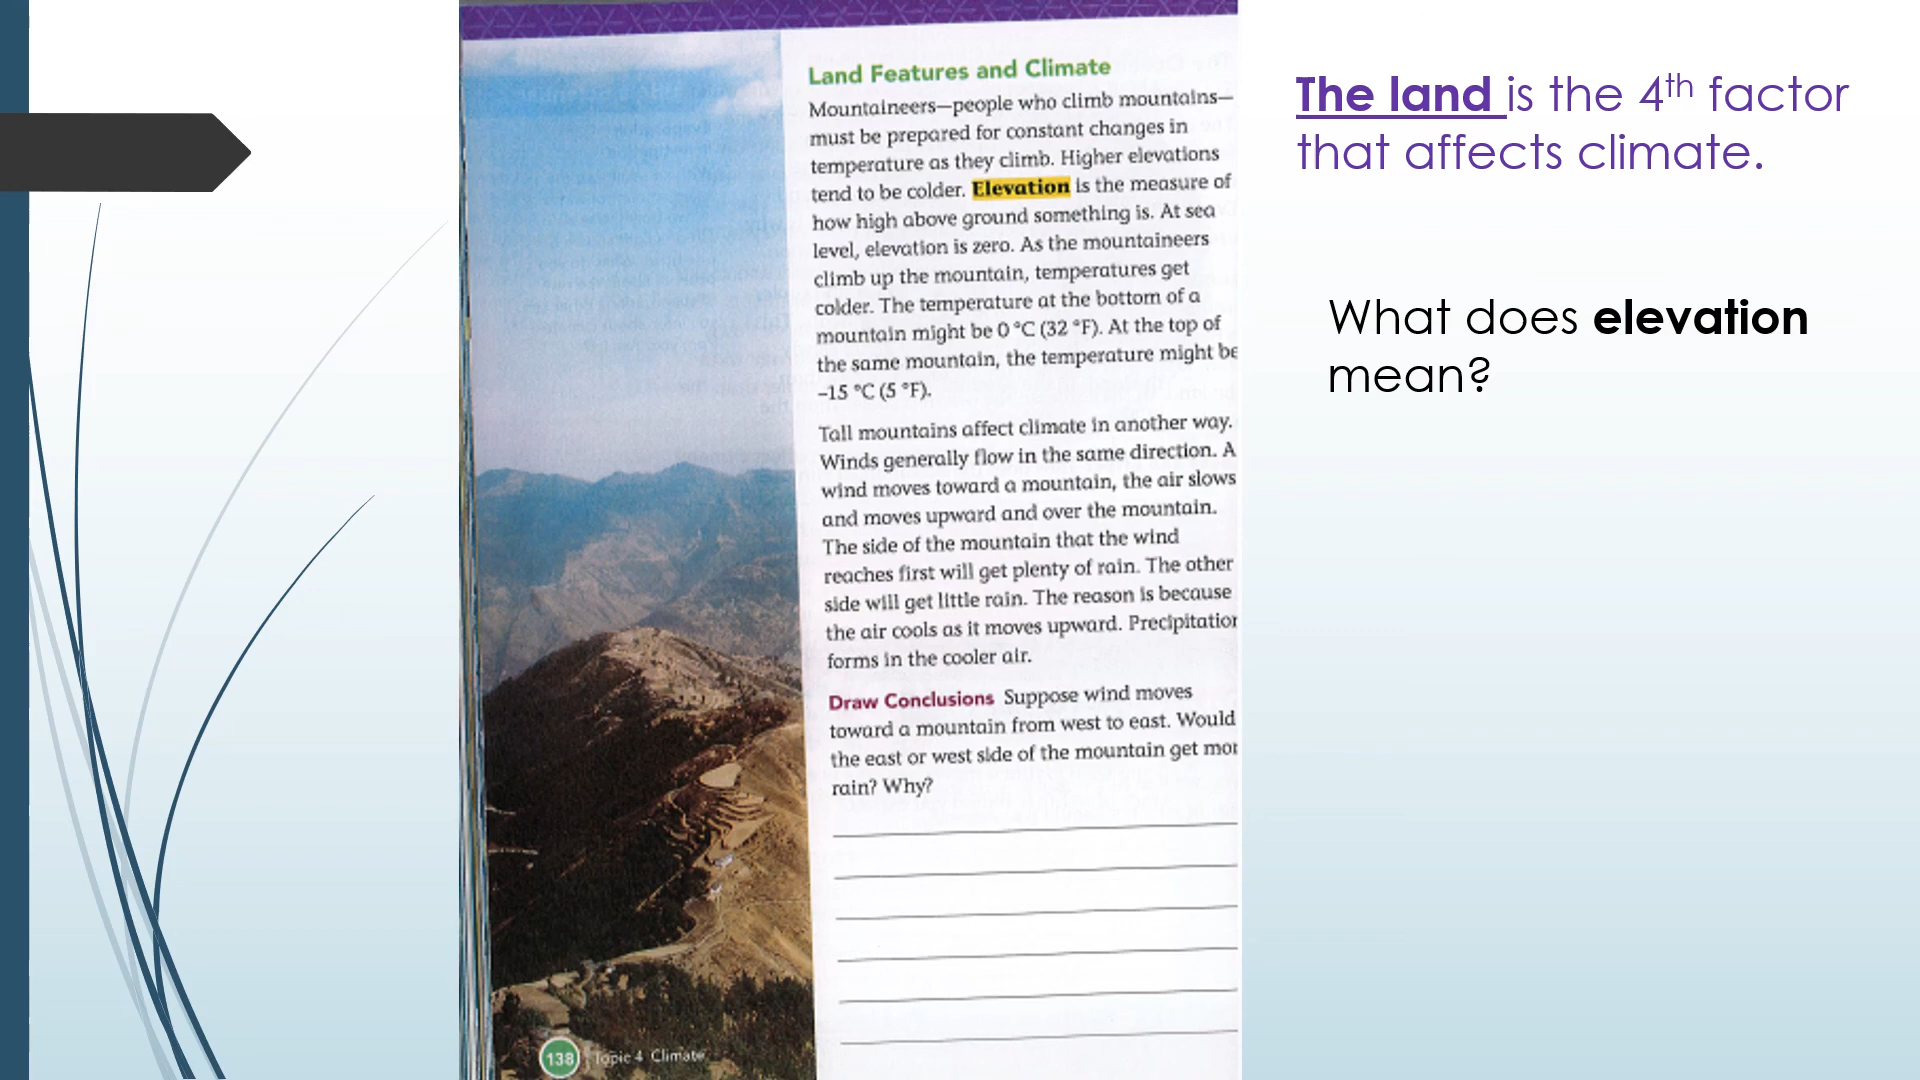 Land Features and Climate
Mountaineers—people who climb mountains—
must be prepared for constant changes in
temperature as they climb. Higher elevations
tend to be colder. Elevation is the measure of
how high above ground something is. At sea
level, elevation is zero. As the mountaineers
climb up the mountain, temperatures get
colder. The temperature at the bottom of a
mountain might be 0 °C (32 °F). At the top of
the same mountain, the temperature might be
–15 °C (5 °F).
Tall mountains affect climate in another way.
Winds generally flow in the same direction. A
wind moves toward a mountain, the air slows
and moves upward and over the mountain.
The side of the mountain that the wind
reaches first will get plenty of rain. The other
side will get little rain. The reason is because
the air cools as it moves upward. Precipitation
forms in the cooler air.
Draw Conclusions Suppose wind moves
toward a mountain from west to east. Would
the east or west side of the mountain get mor
rain? Why?
138 Topic 4 Climate
The land is the 4th factor
that affects climate.
What does elevation
mean?